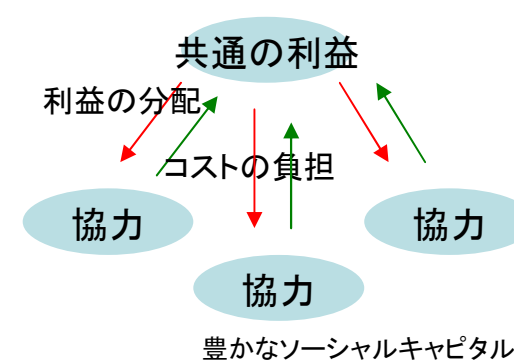 共通の利益
利益の分配
コストの負担
協力
協力
協力
豊かなソーシャルキャピタル